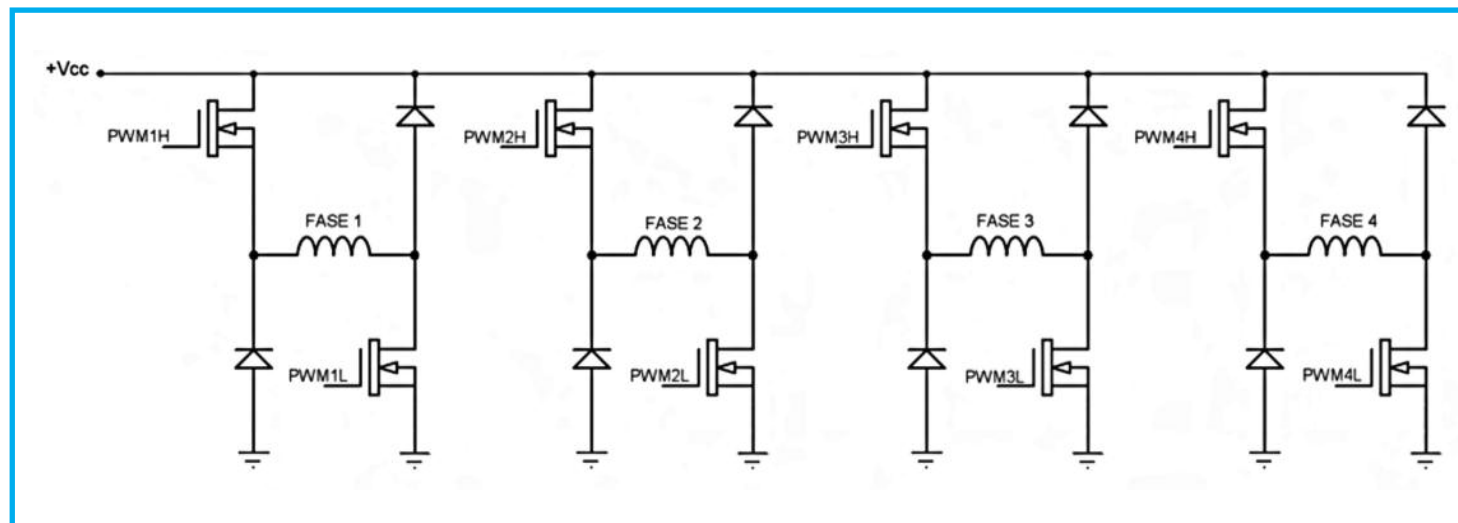 +Vcc
PWM1H
PWM2H
PWM3H
PWM4H
FASE 1
FASE 2
FASE 3
FASE 4
PWM1L
PWM2L
PWM3L
PWM4L